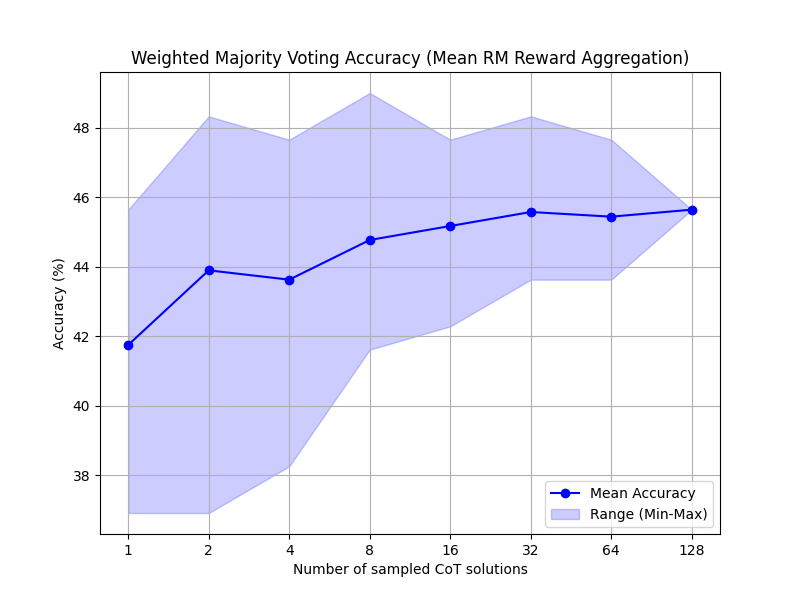 Weighted Majority Voting Accuracy (Mean RM Reward Aggregation)
Accuracy (%)
48
46
44
42
40
38
Mean Accuracy
Range (Min-Max)
1 2 4 8 16 32 64 128
Number of sampled CoT solutions